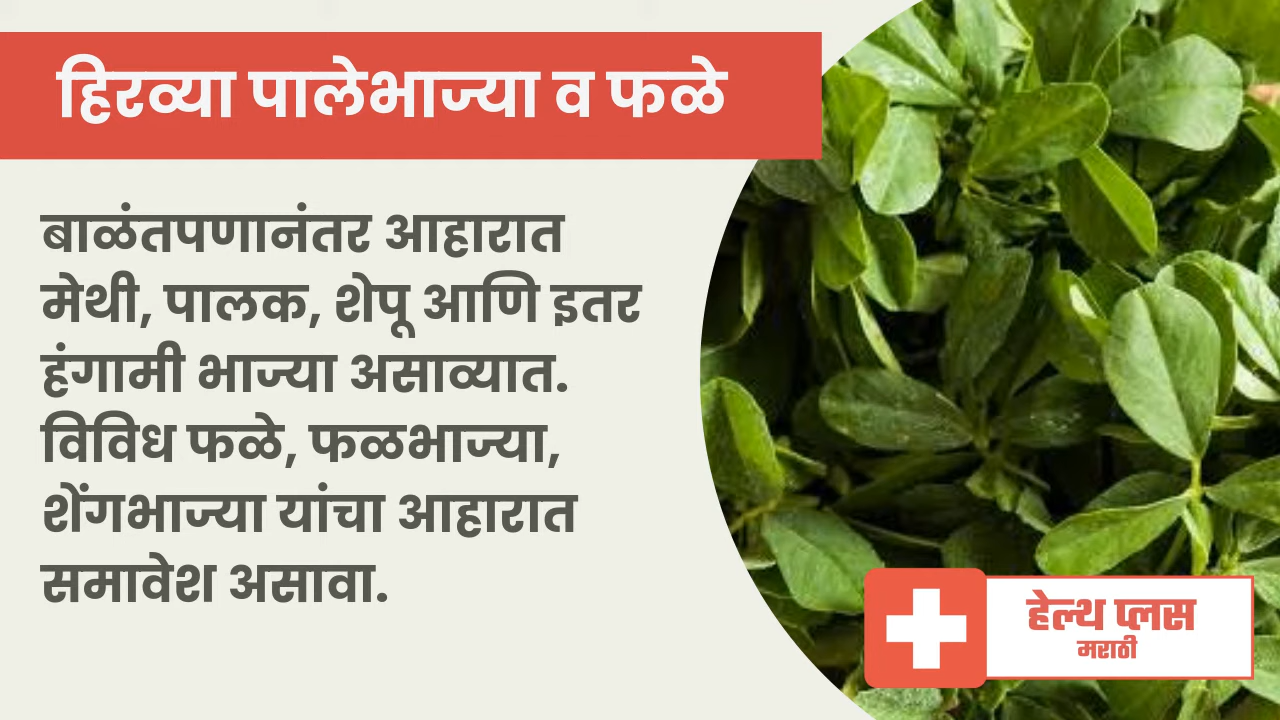 हिरव्या पालेभाज्या व फळे
बाळंतपणानंतर आहारात
मेथी, पालक, शेपू आणि इतर
हंगामी भाज्या असाव्यात.
विविध फळे, फळभाज्या,
शेंगभाज्या यांचा आहारात
समावेश असावा.
हेल्थ प्लस
मराठी